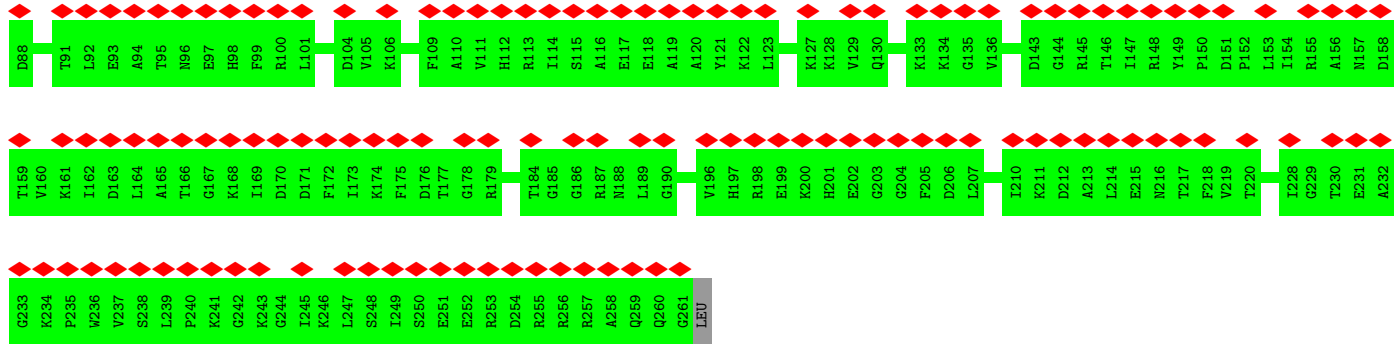 D88 T91 L92 E93 A94 T95 N96 E97 H98 F99 R100 L101 D104 V105 K106 F109 A110 V111 H112 R113 I114 S115 A116 E117 E118 A119 A120 Y121 K122 L123 K127 K128 V129 Q130 K133 K134 G135 V136 D143 G144 R145 T146 I147 R148 Y149 P150 D151 P152 L153 I154 R155 A156 N157 D158
T159 V160 K161 I162 D163 L164 A165 T166 G167 K168 I169 D170 D171 F172 I173 K174 F175 D176 T177 G178 R179 T184 G185 G186 R187 N188 L189 G190 V196 H197 R198 E199 K200 H201 E202 G203 G204 F205 D206 L207 I210 K211 D212 A213 L214 E215 N216 T217 F218 V219 T220 I228 G229 T230 E231 A232
G233 K234 P235 W236 V237 S238 L239 P240 K241 G242 K243 G244 I245 K246 L247 S248 I249 S250 E251 E252 R253 D254 R255 R256 R257 A258 Q259 Q260 G261 LEU